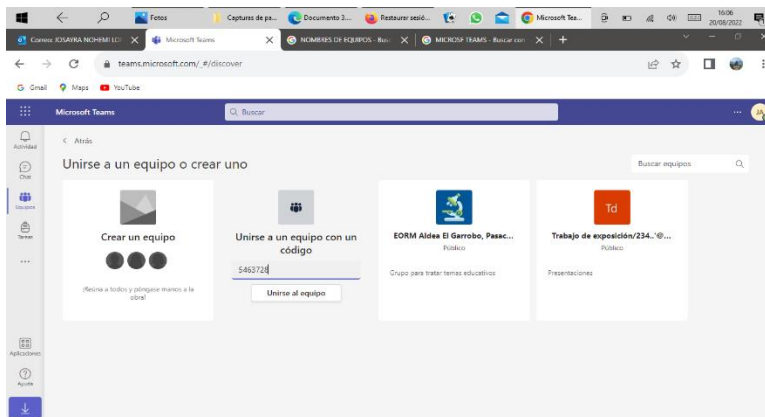 Fotos
Capturas de pa...
Documento 3....
Restaurar sesió...
Microsoft Tea...
16:06
20/08/2022
Correo: JOSAYRA NOHEMI LO
Microsoft Teams
NOMBRES DE EQUIPOS - Bus
MICROSF TEAMS - Buscar con
teams.microsoft.com/_#/discover
Gmail
Maps
YouTube
Microsoft Teams
Buscar
Actividad
Chat
Equipos
Tareas
Aplicaciones
Ayuda
Atrás
Unirse a un equipo o crear uno
Buscar equipos
Crear un equipo
¡Reúna a todos y póngase manos a la
obra!
Unirse a un equipo con un
código
5463728
Unirse al equipo
EORM Aldea El Garrobo, Pasac...
Público
Grupo para tratar temas educativos
Td
Trabajo de exposición/234..'@...
Público
Presentaciones